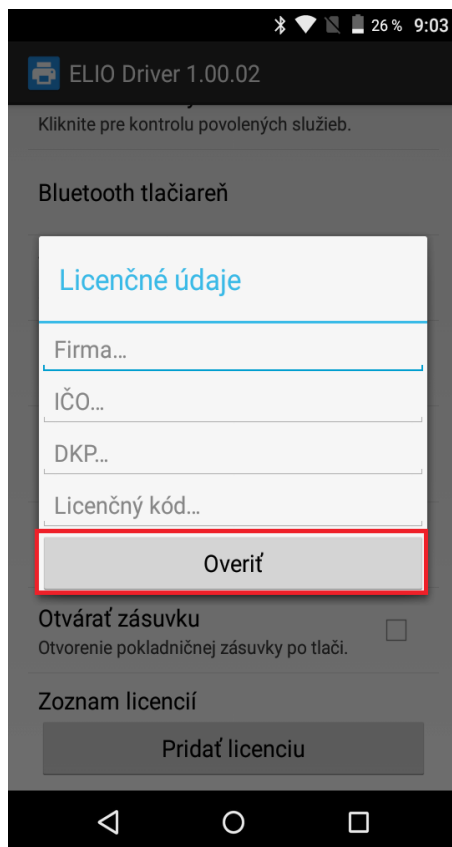 26 % 9:03
ELIO Driver 1.00.02
Kliknite pre kontrolu povolených služieb.
Bluetooth tlačiareň
Licenčné údaje
Firma...
IČO...
DKP...
Licenčný kód...
Overiť
Otvárať zásuvku
Otvorenie pokladničnej zásuvky po tlači.
Zoznam licencií
Pridať licenciu